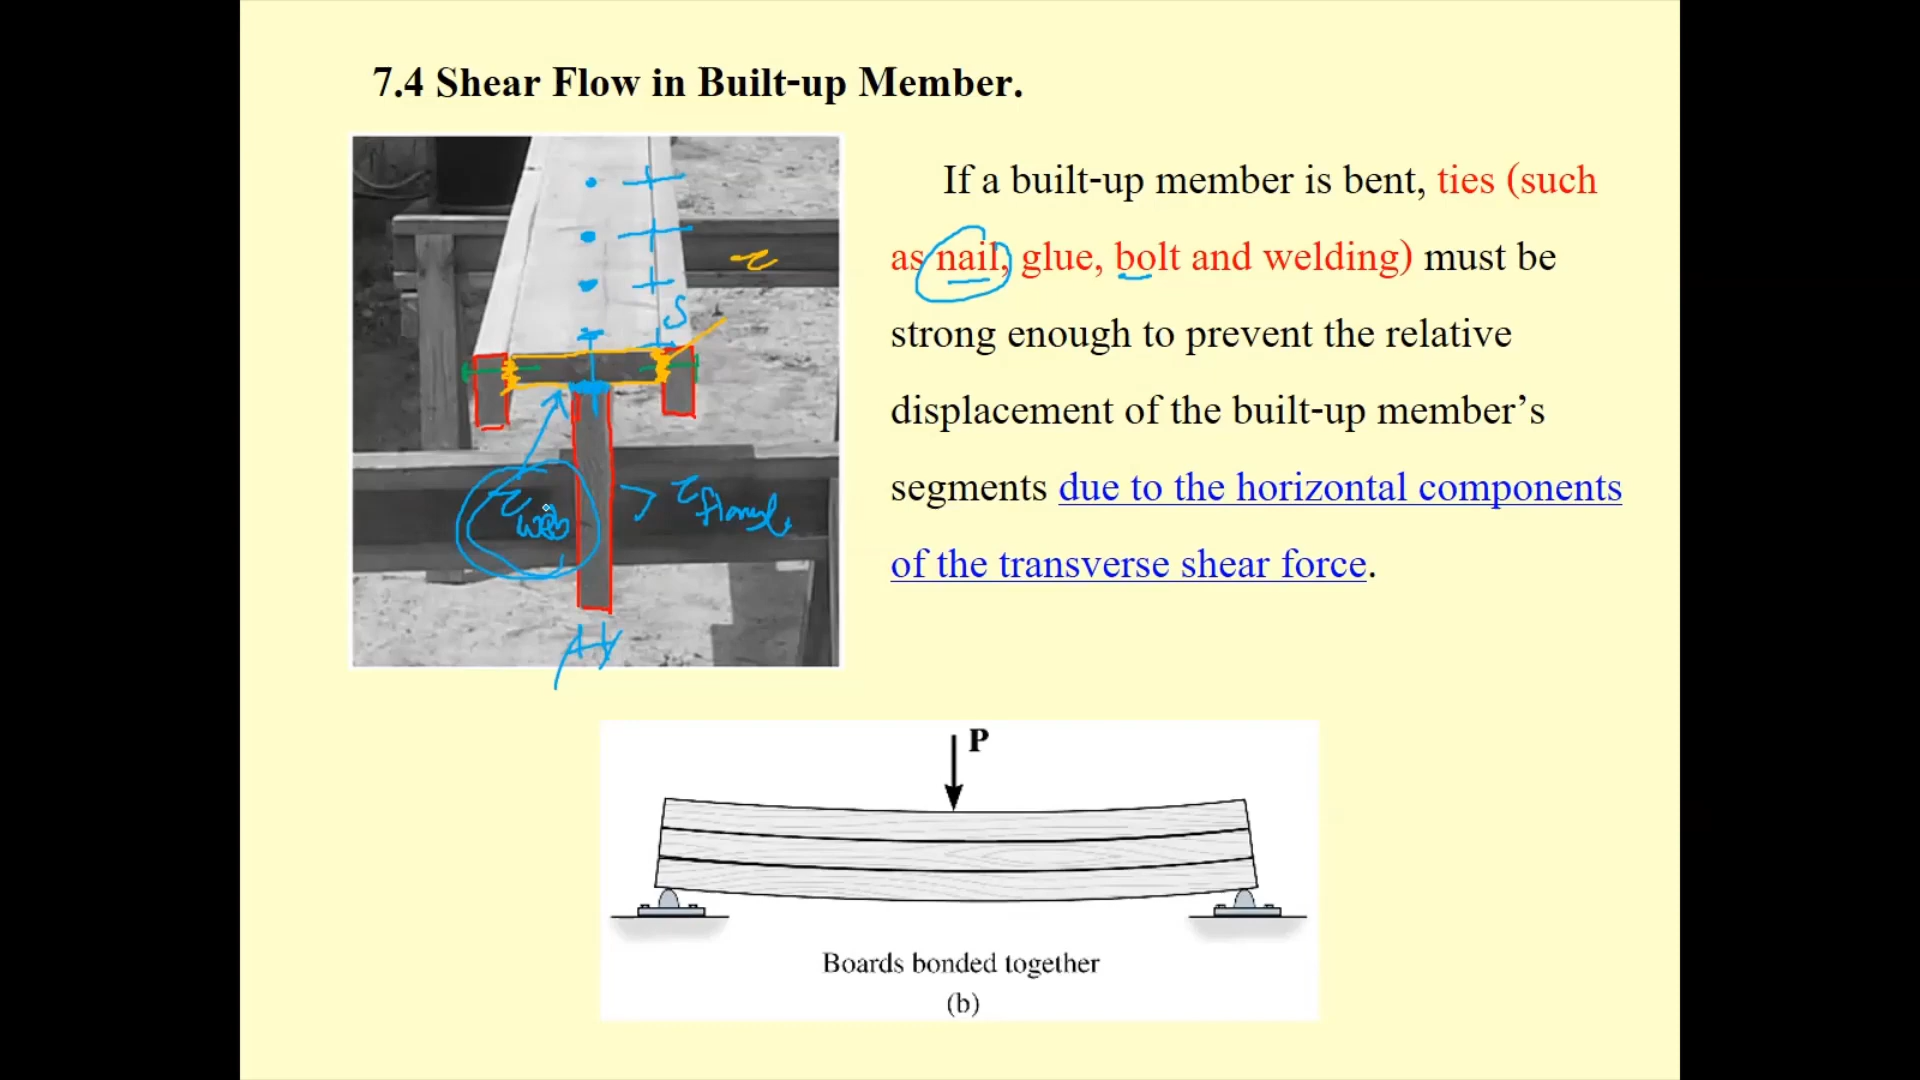 7.4 Shear Flow in Built-up Member.
If a built-up member is bent, ties (such
as nail, glue, bolt and welding) must be
strong enough to prevent the relative
displacement of the built-up member’s
segments due to the horizontal components
of the transverse shear force.
τ
S
τweb > τflange
P
Boards bonded together
(b)